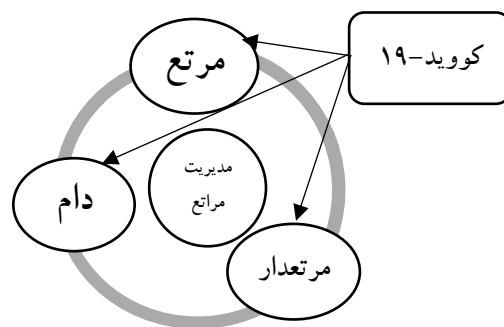 کووید-۱۹
مرتع
مدیریت
مراتع
دام
مرتعدار